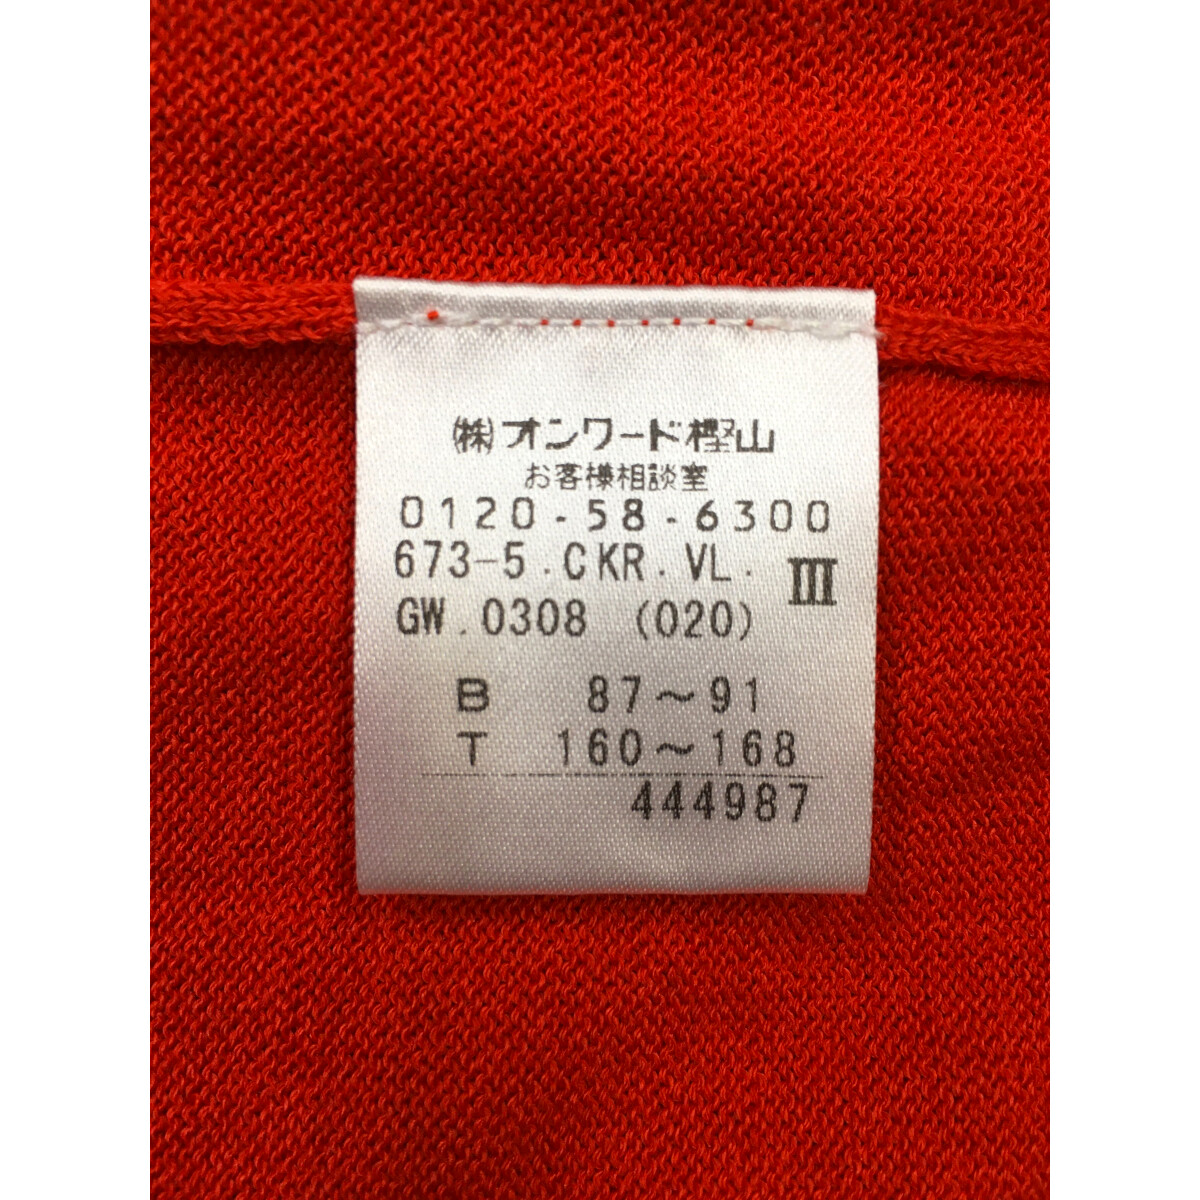 ㈱オンワード樫山
お客様相談室
0120-58-6300
673-5.CKR.VL. III
GW.0308 (020)
B 87~91
T 160~168
444987